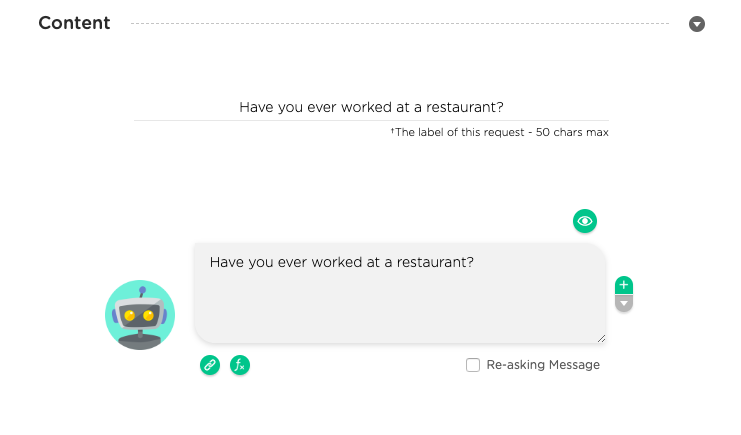 Content
Have you ever worked at a restaurant?
†The label of this request - 50 chars max
Have you ever worked at a restaurant?
+
fx
Re-asking Message